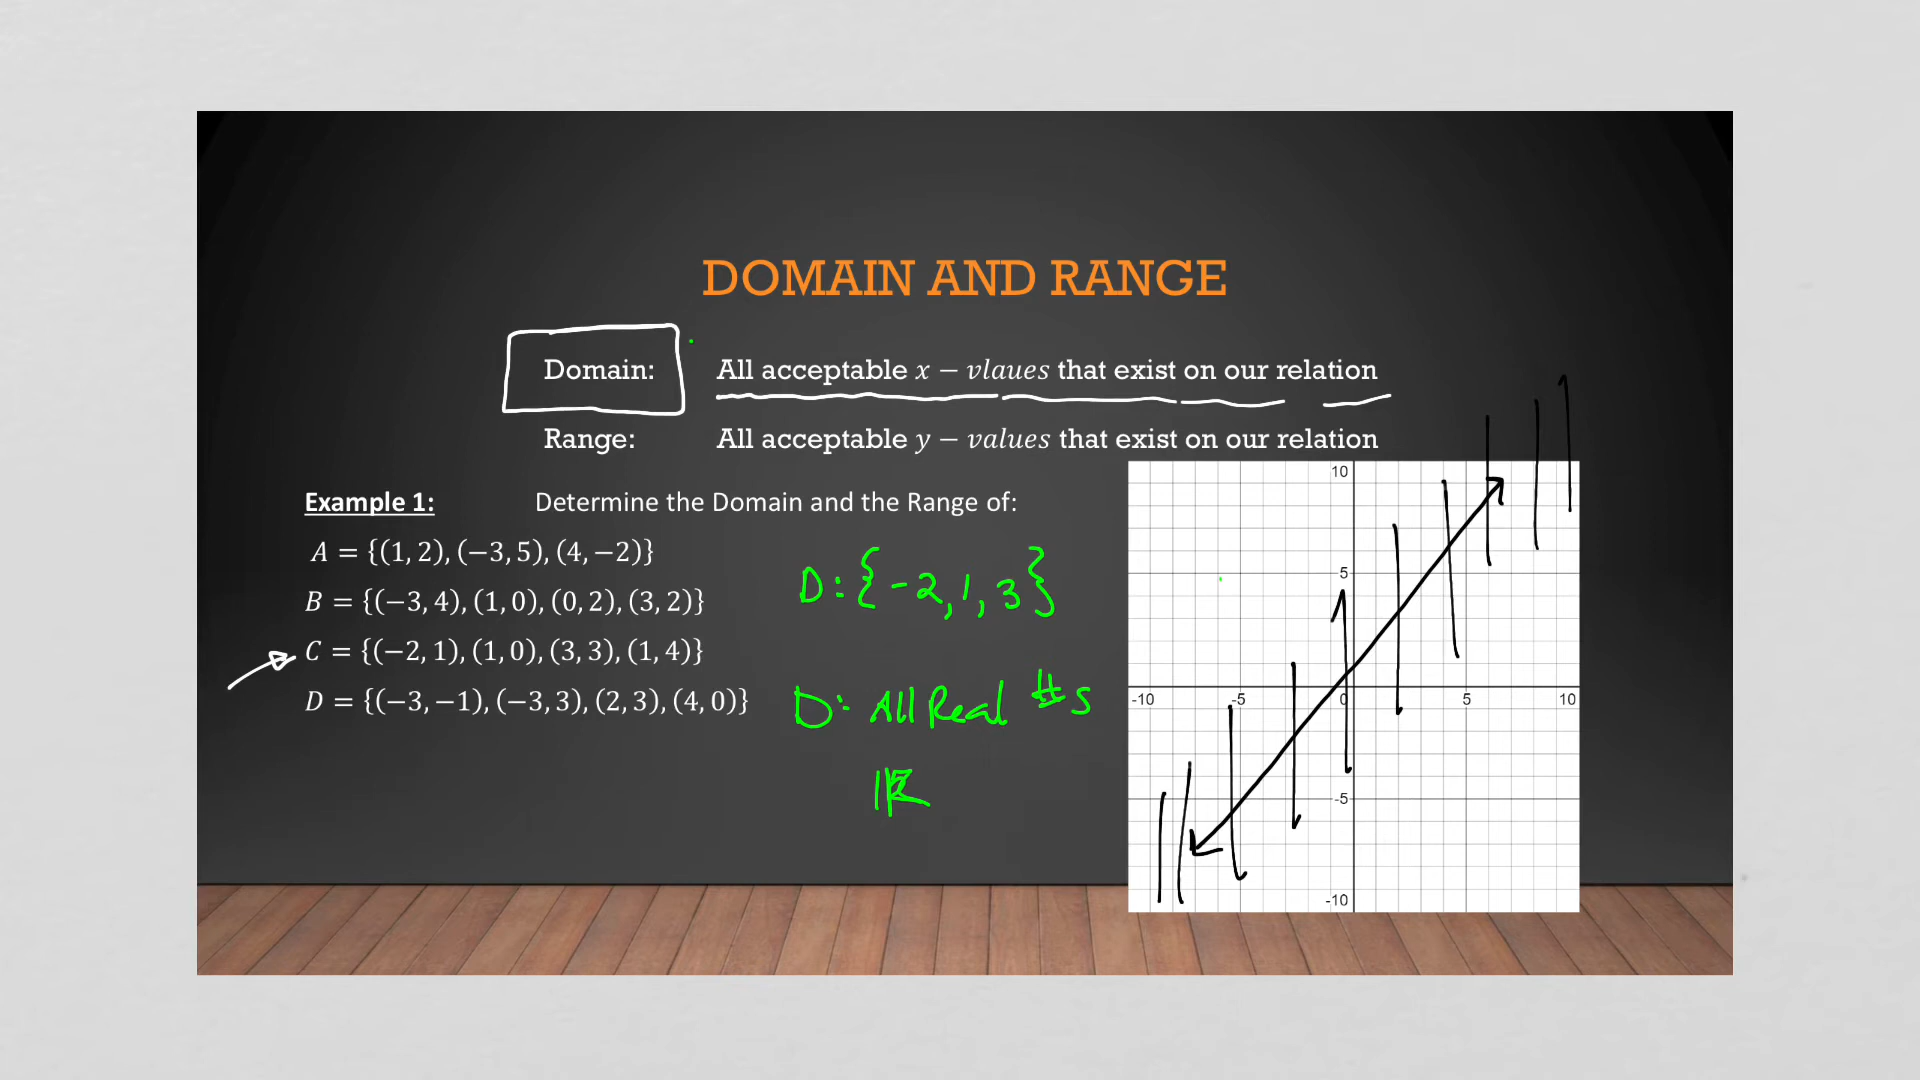 DOMAIN AND RANGE
Domain: All acceptable x − vlaues that exist on our relation
Range: All acceptable y − values that exist on our relation
Example 1: Determine the Domain and the Range of:
A = {(1, 2), (−3, 5), (4, −2)}
B = {(−3, 4), (1, 0), (0, 2), (3, 2)}
C = {(−2, 1), (1, 0), (3, 3), (1, 4)}
D = {(−3, −1), (−3, 3), (2, 3), (4, 0)}
D: {-2, 1, 3}
D: All Real #s
ℝ
10
5
-10 -5 0 5 10
-5
-10